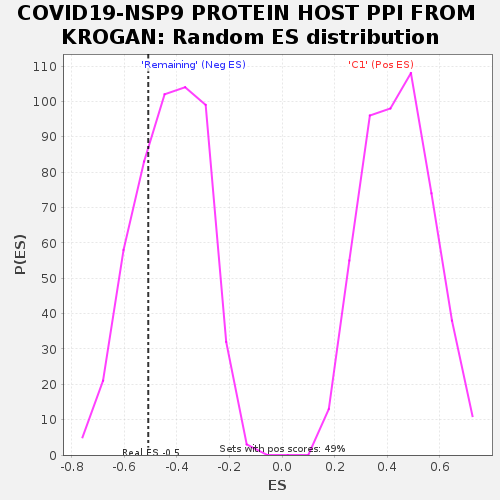 COVID19-NSP9 PROTEIN HOST PPI FROM
KROGAN: Random ES distribution
'Remaining' (Neg ES) 'C1' (Pos ES)
110
100
90
80
70
60
50
40
30
20
10
0
P(ES)
Real ES -0.5 Sets with pos scores: 49%
-0.8 -0.6 -0.4 -0.2 0.0 0.2 0.4 0.6
ES